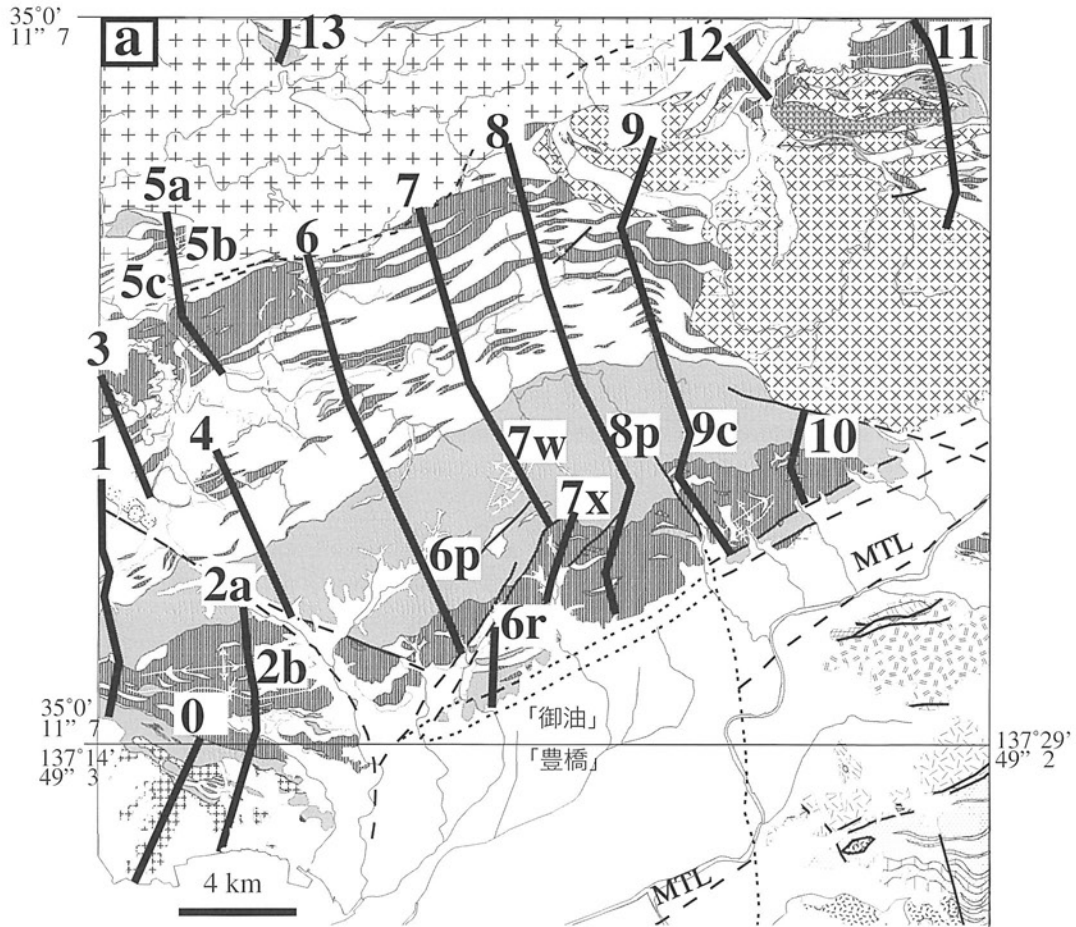 35°0'
11" 7
a
13
12
11
8
9
5a
7
5b
6
5c
3
4
1
7w
8p
9c
10
7x
6p
MTL
2a
6r
2b
35°0'
11" 7
0
「御油」
137°14'
49" 3
「豊橋」
137°29'
49" 2
4 km
MTL